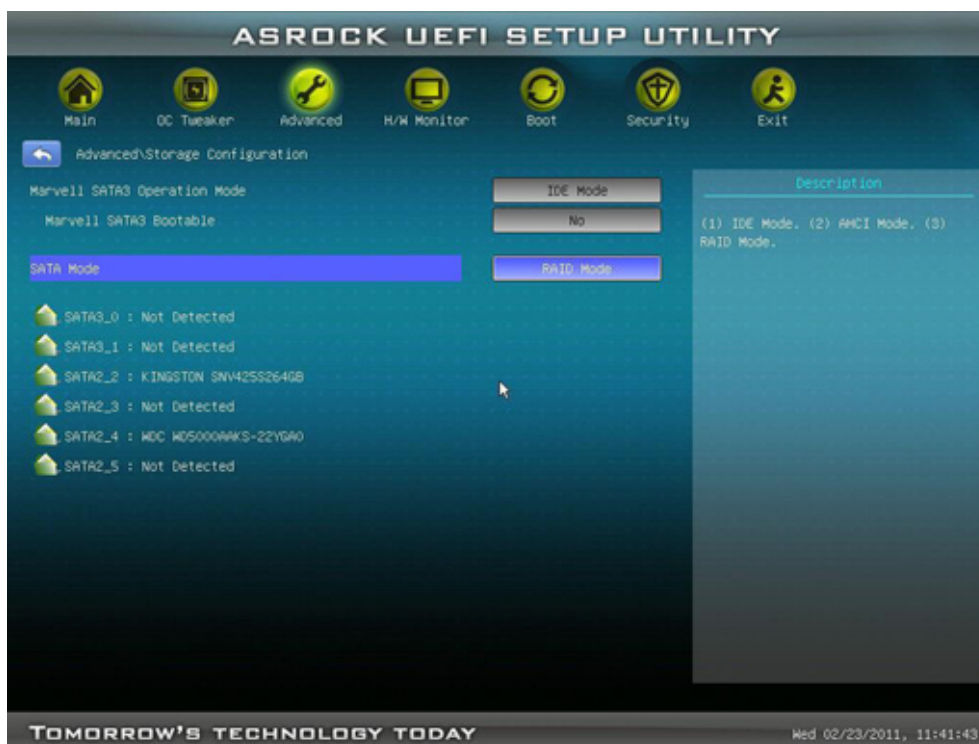 ASROCK UEFI SETUP UTILITY
Main OC Tweaker Advanced H/W Monitor Boot Security Exit
Advanced\Storage Configuration
Marvell SATA3 Operation Mode IDE Mode
Marvell SATA3 Bootable No
SATA Mode RAID Mode
SATA3_0 : Not Detected
SATA3_1 : Not Detected
SATA2_2 : KINGSTON SNV425S264GB
SATA2_3 : Not Detected
SATA2_4 : WDC WD5000AAKS-22YGA0
SATA2_5 : Not Detected
Description
(1) IDE Mode. (2) AHCI Mode. (3)
RAID Mode.
TOMORROW'S TECHNOLOGY TODAY
Wed 02/23/2011, 11:41:43